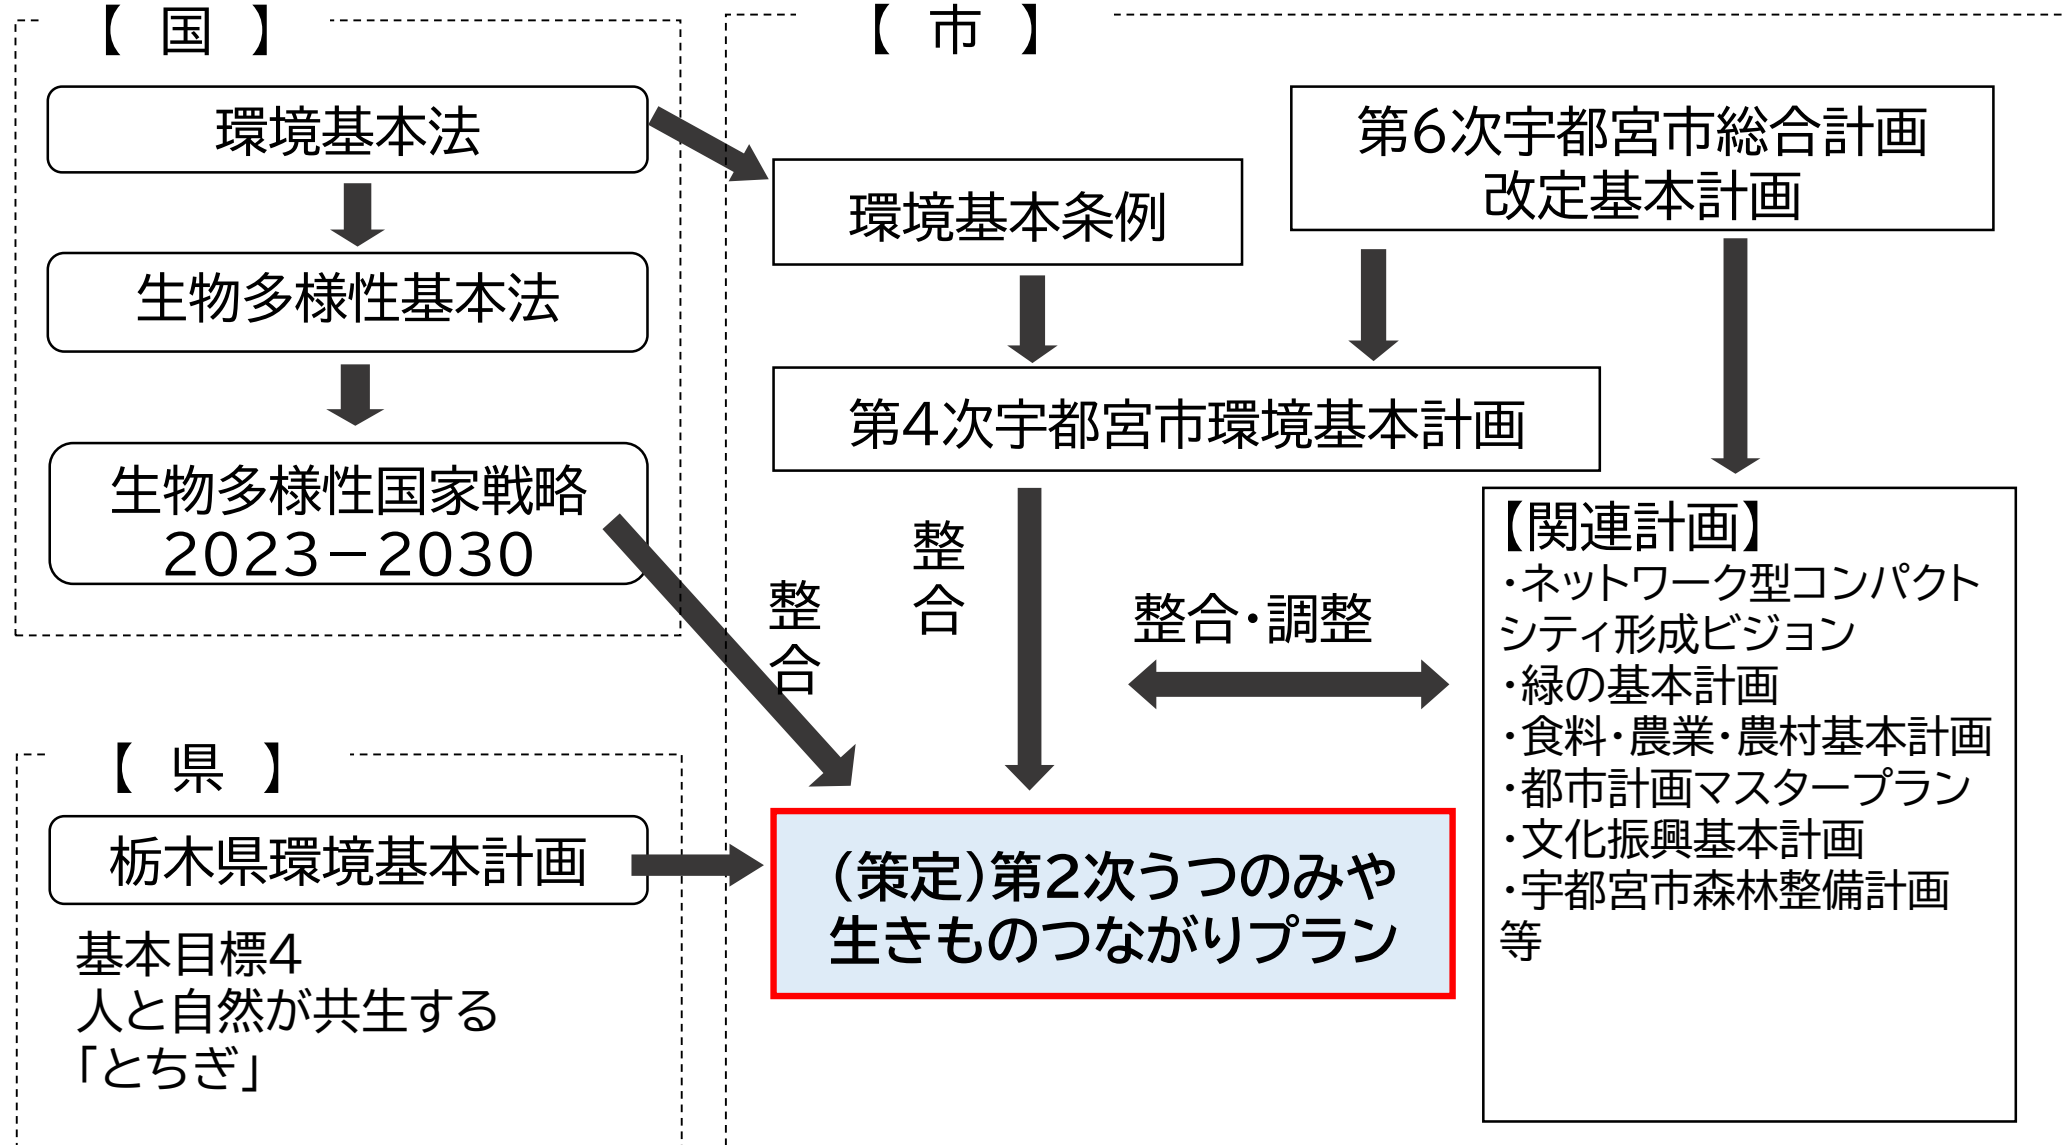 【 国 】
環境基本法
生物多様性基本法
生物多様性国家戦略
2023－2030
整合
【 県 】
栃木県環境基本計画
基本目標4
人と自然が共生する
「とちぎ」
【 市 】
環境基本条例
第6次宇都宮市総合計画
改定基本計画
第4次宇都宮市環境基本計画
整合
整合・調整
(策定)第2次うつのみや
生きものつながりプラン
【関連計画】
・ネットワーク型コンパクト
シティ形成ビジョン
・緑の基本計画
・食料・農業・農村基本計画
・都市計画マスタープラン
・文化振興基本計画
・宇都宮市森林整備計画
等